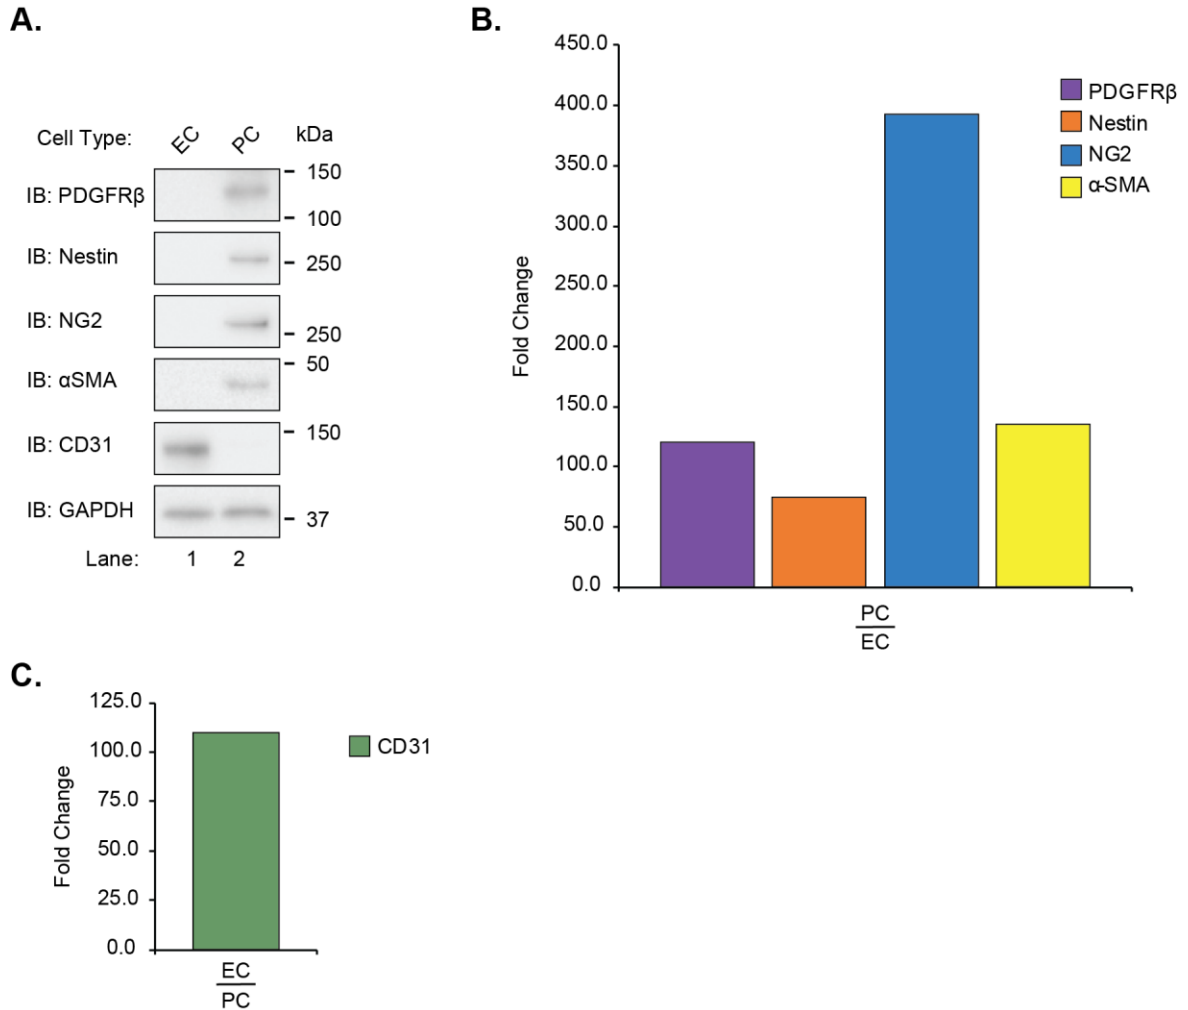 A.
Cell Type: EC PC kDa
IB: PDGFRβ 150
100
IB: Nestin 250
IB: NG2 250
IB: αSMA 50
IB: CD31 150
IB: GAPDH 37
Lane: 1 2
B.
450.0
400.0
350.0
300.0
250.0
200.0
150.0
100.0
50.0
0.0
Fold Change
PC
EC
PDGFRβ
Nestin
NG2
α-SMA
C.
125.0
100.0
75.0
50.0
25.0
0.0
Fold Change
EC
PC
CD31